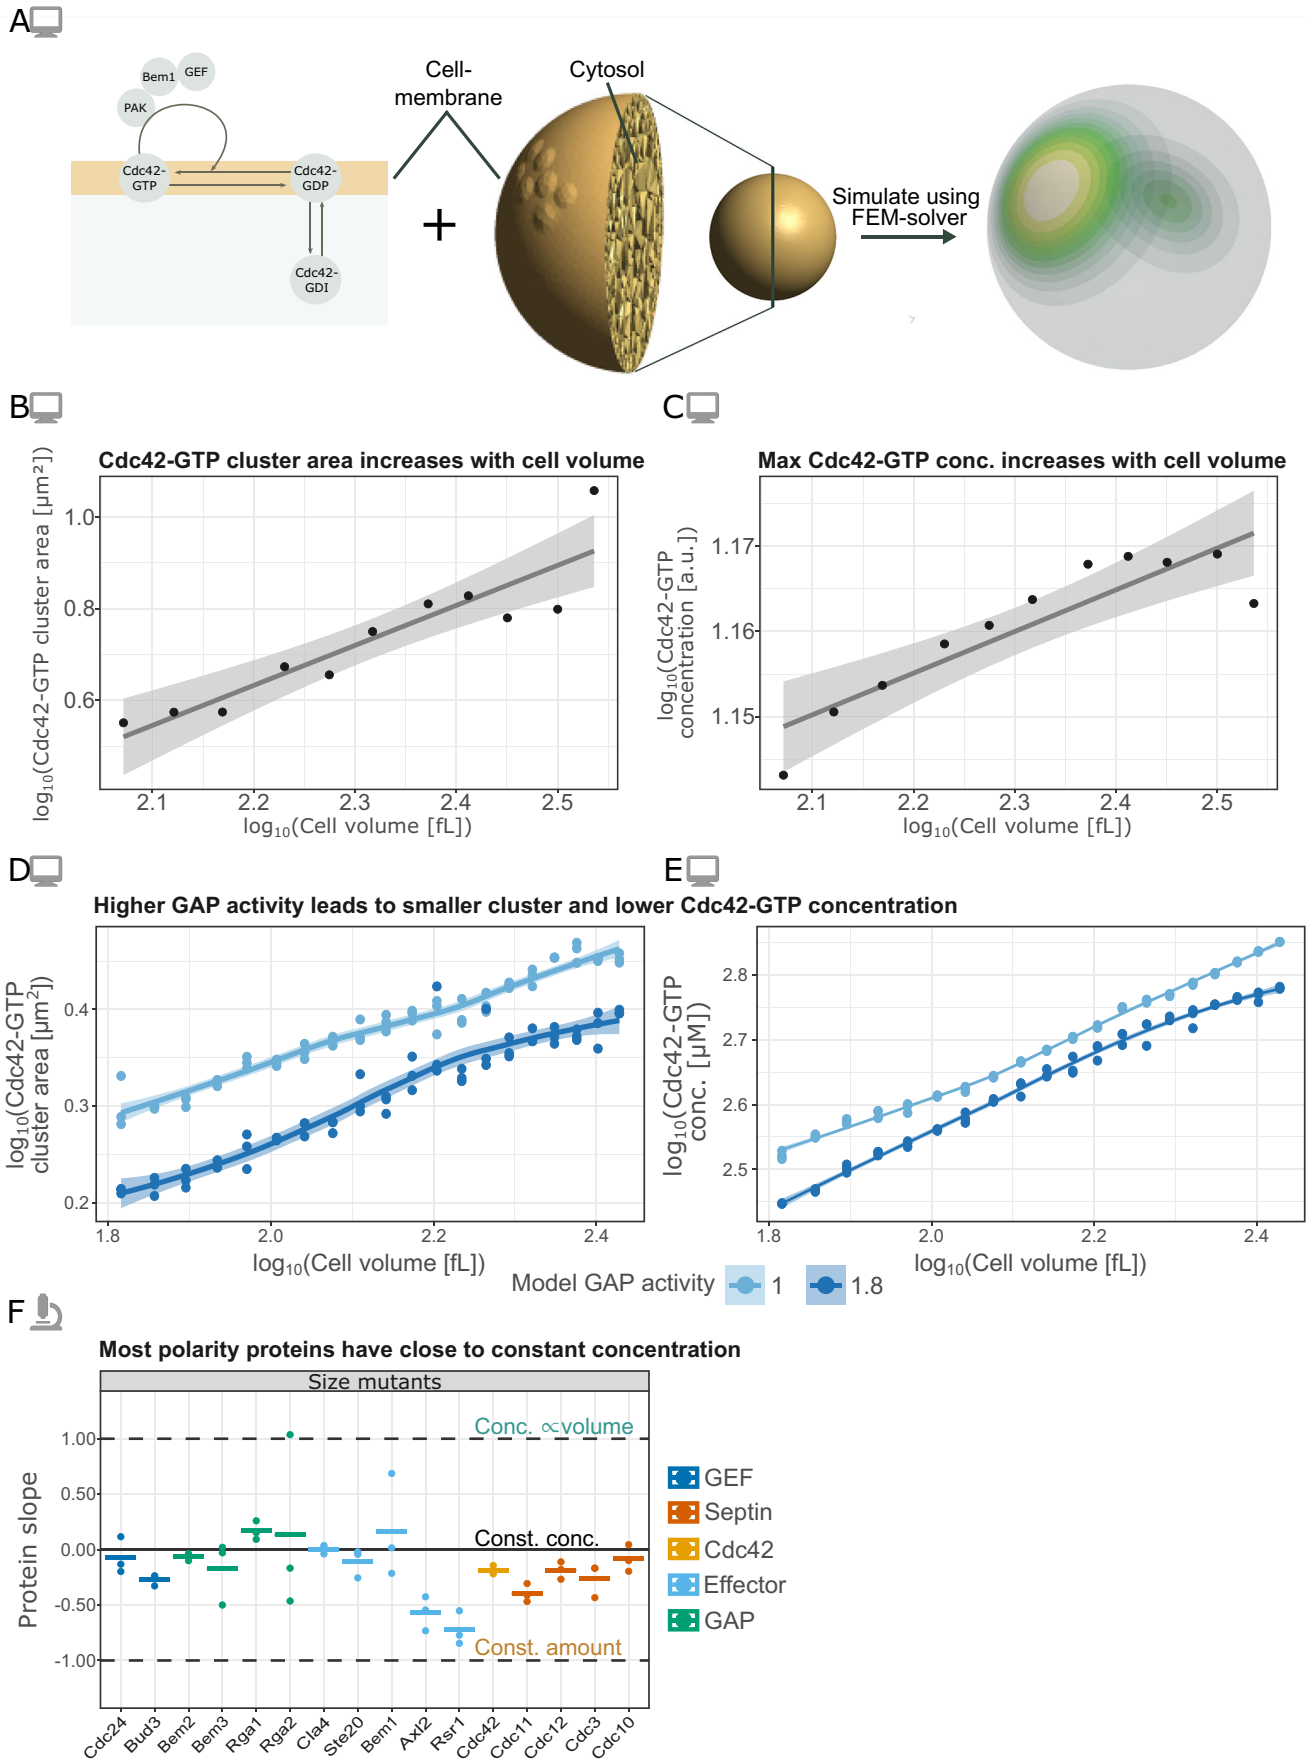 A
Bem1
GEF
PAK
Cdc42-
GTP
Cdc42-
GDP
Cdc42-
GDI
Cell-
membrane
+
Cytosol
Simulate using
FEM-solver
B
Cdc42-GTP cluster area increases with cell volume
log₁₀(Cdc42-GTP cluster area [µm²])
1.0
0.8
0.6
2.1 2.2 2.3 2.4 2.5
log₁₀(Cell volume [fL])
C
Max Cdc42-GTP conc. increases with cell volume
log₁₀(Cdc42-GTP
concentration [a.u.])
1.17
1.16
1.15
2.1 2.2 2.3 2.4 2.5
log₁₀(Cell volume [fL])
D
E
Higher GAP activity leads to smaller cluster and lower Cdc42-GTP concentration
log₁₀(Cdc42-GTP
cluster area [µm²])
0.4
0.3
0.2
1.8 2.0 2.2 2.4
log₁₀(Cell volume [fL])
log₁₀(Cdc42-GTP
conc. [µM])
2.8
2.7
2.6
2.5
1.8 2.0 2.2 2.4
log₁₀(Cell volume [fL])
Model GAP activity 1 1.8
F
Most polarity proteins have close to constant concentration
Size mutants
Protein slope
1.00
0.50
0.00
-0.50
-1.00
Conc. ∝volume
Const. conc.
Const. amount
Cdc24 Bud3 Bem2 Bem3 Rga1 Rga2 Cla4 Ste20 Bem1 Axl2 Rsr1 Cdc42 Cdc11 Cdc12 Cdc3 Cdc10
GEF
Septin
Cdc42
Effector
GAP